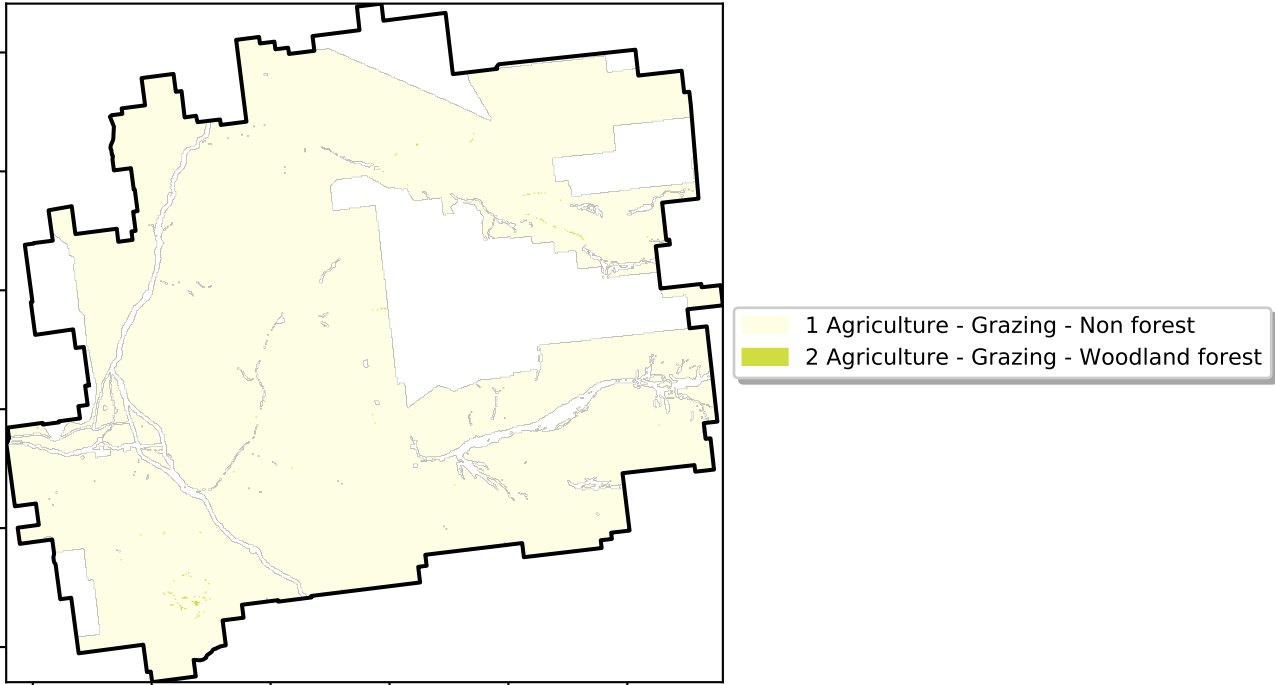 1 Agriculture - Grazing - Non forest
2 Agriculture - Grazing - Woodland forest